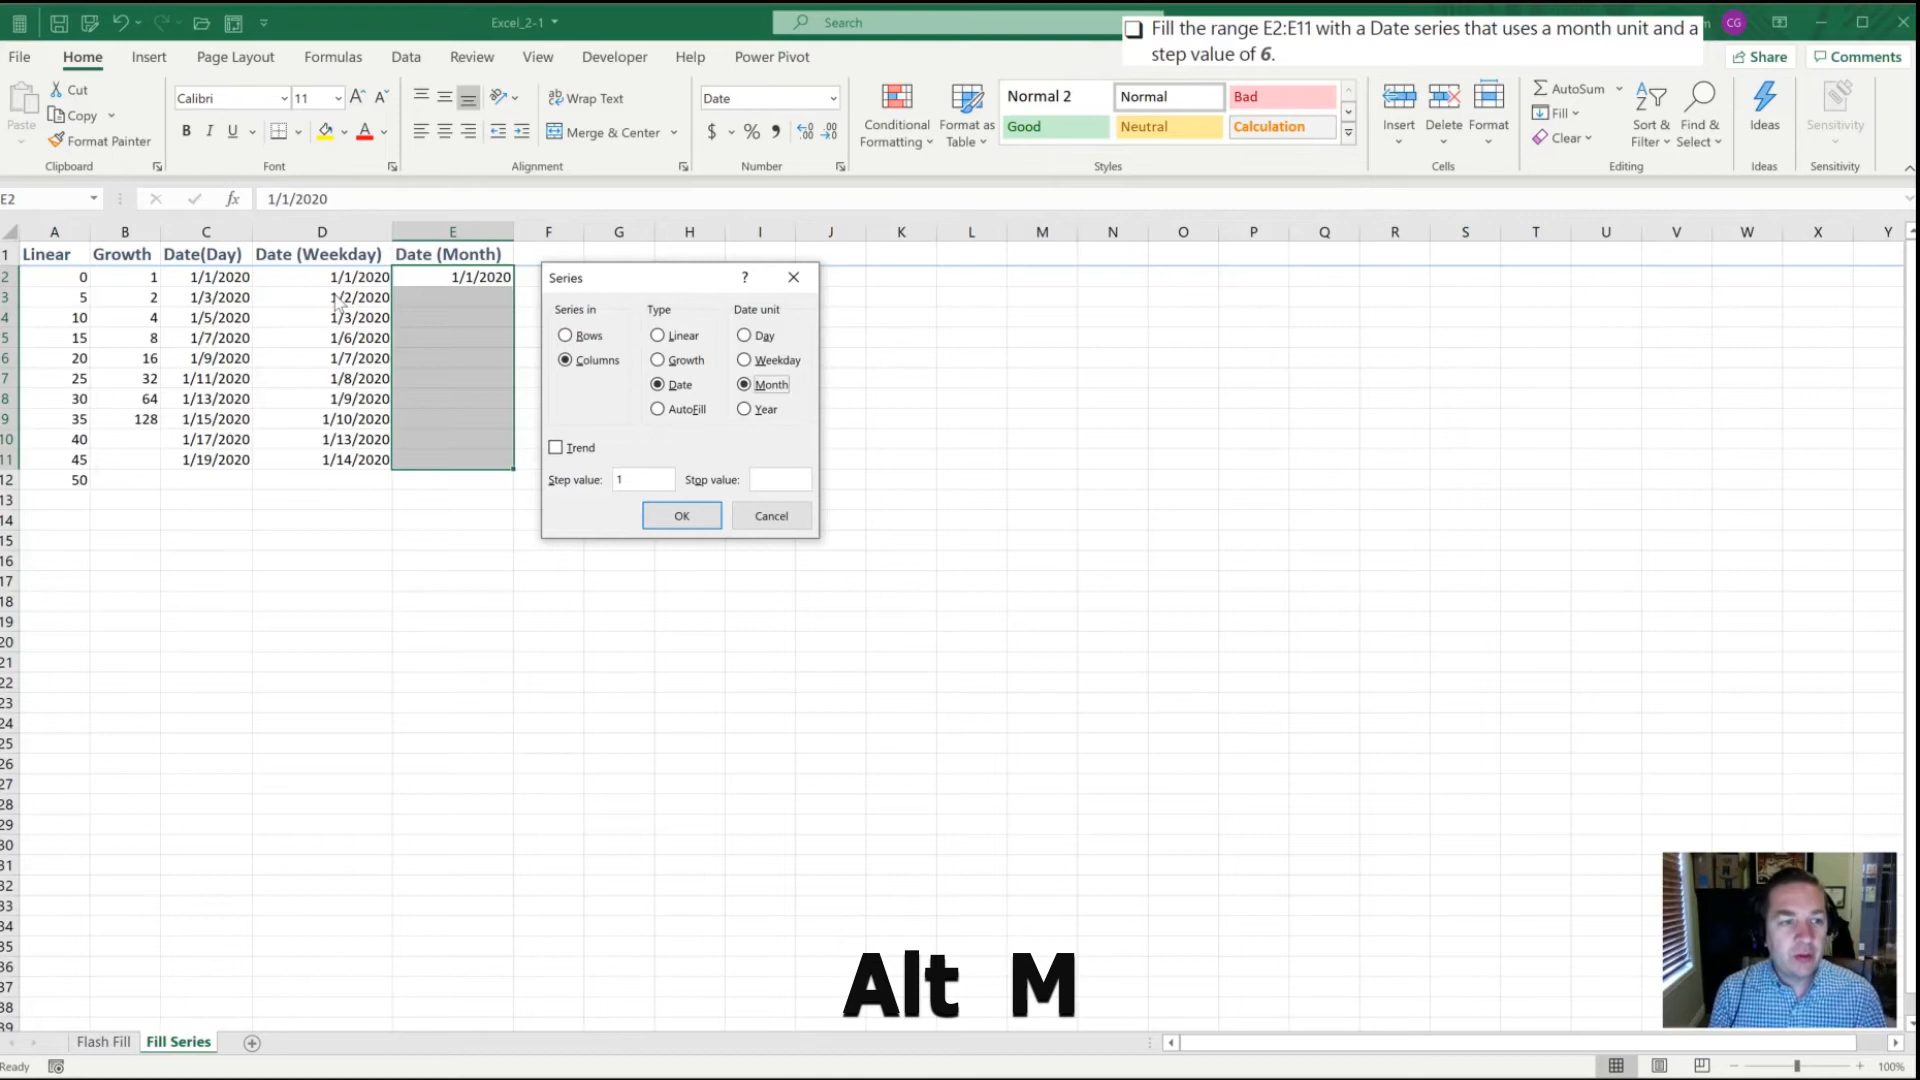 Excel_2-1
Search
CG
Fill the range E2:E11 with a Date series that uses a month unit and a
step value of 6.
File Home Insert Page Layout Formulas Data Review View Developer Help Power Pivot
Share Comments
Paste
Cut
Copy
Format Painter
Calibri 11
B I U
Wrap Text
Merge & Center
Date
$ %
Conditional
Formatting
Format as
Table
Normal 2 Normal Bad
Good Neutral Calculation
Insert Delete Format
AutoSum
Fill
Clear
Sort &
Filter
Find &
Select
Ideas
Sensitivity
Clipboard Font Alignment Number Styles Cells Editing Ideas Sensitivity
E2 fx 1/1/2020
A B C D E F G H I J K L M N O P Q R S T U V W X Y
1 Linear Growth Date(Day) Date (Weekday) Date (Month)
2 0 1 1/1/2020 1/1/2020 1/1/2020
3 5 2 1/3/2020 1/2/2020
4 10 4 1/5/2020 1/3/2020
5 15 8 1/7/2020 1/6/2020
6 20 16 1/9/2020 1/7/2020
7 25 32 1/11/2020 1/8/2020
8 30 64 1/13/2020 1/9/2020
9 35 128 1/15/2020 1/10/2020
10 40 1/17/2020 1/13/2020
11 45 1/19/2020 1/14/2020
12 50
13
14
15
16
17
18
19
20
21
22
23
24
25
26
27
28
29
30
31
32
33
34
35
36
37
38
39
Series ?
Series in Type Date unit
Rows Linear Day
Columns Growth Weekday
Date Month
AutoFill Year
Trend
Step value: 1 Stop value:
OK Cancel
Alt M
Flash Fill Fill Series
Ready 100%